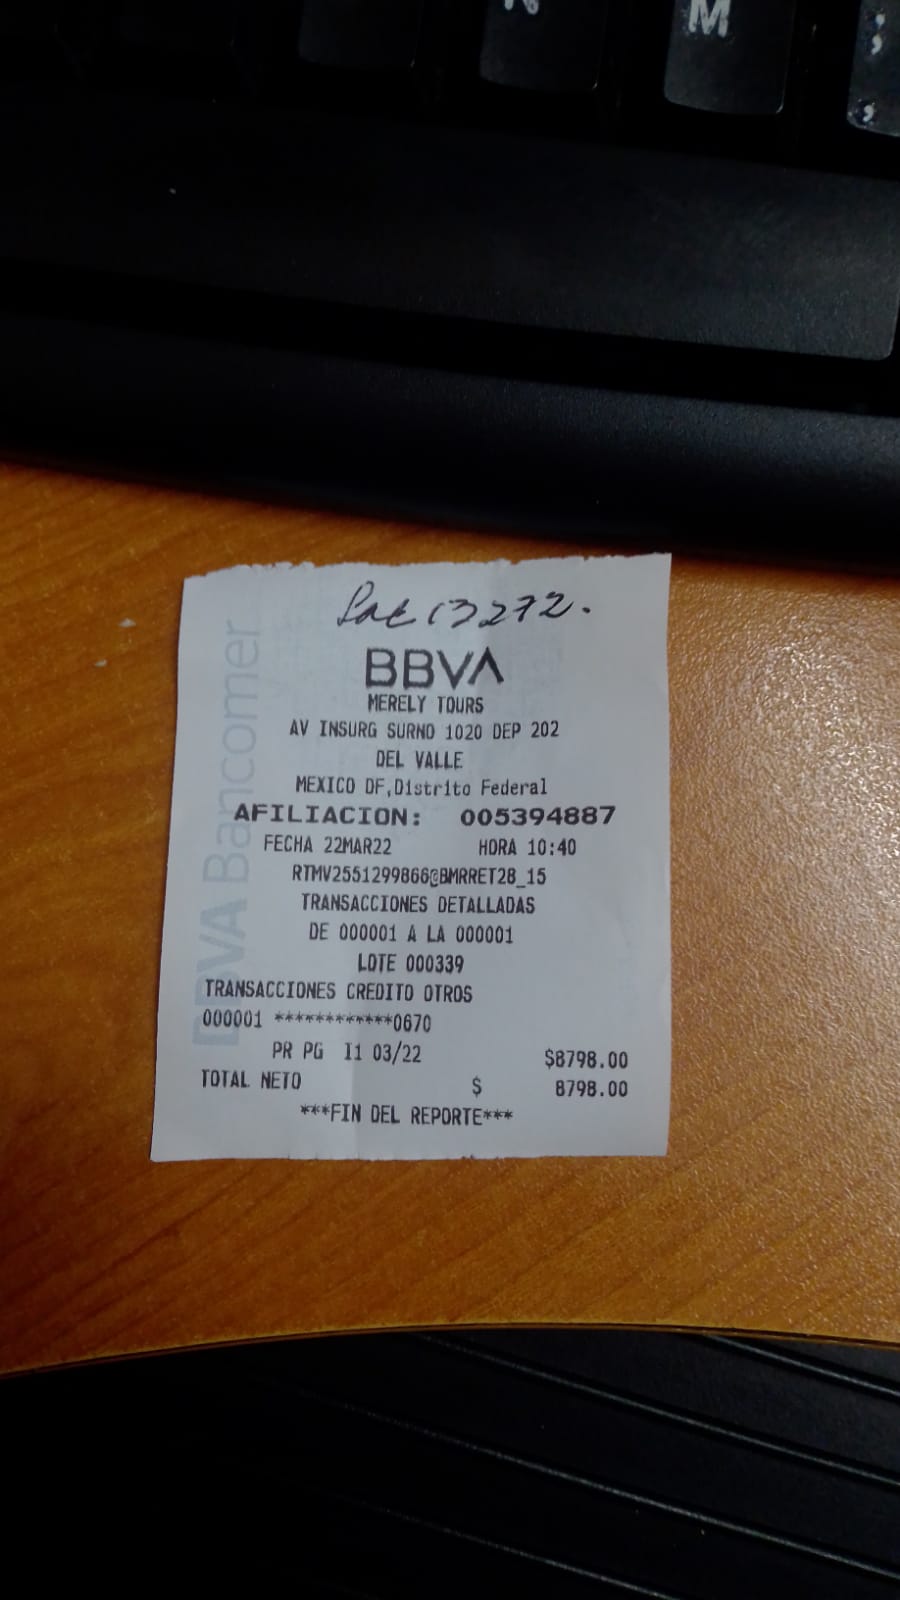 M
;
,
13272.
BBVA
MERELY TOURS
AV INSURG SURNO 1020 DEP 202
DEL VALLE
MEXICO DF,Distrito Federal
AFILIACION: 005394887
FECHA 22MAR22 HORA 10:40
RTMV2551299866@BMRRET28_15
TRANSACCIONES DETALLADAS
DE 000001 A LA 000001
LOTE 000339
TRANSACCIONES CREDITO OTROS
000001 ************0670
PR PG I1 03/22 $8798.00
TOTAL NETO $ 8798.00
***FIN DEL REPORTE***
BBVA Bancomer